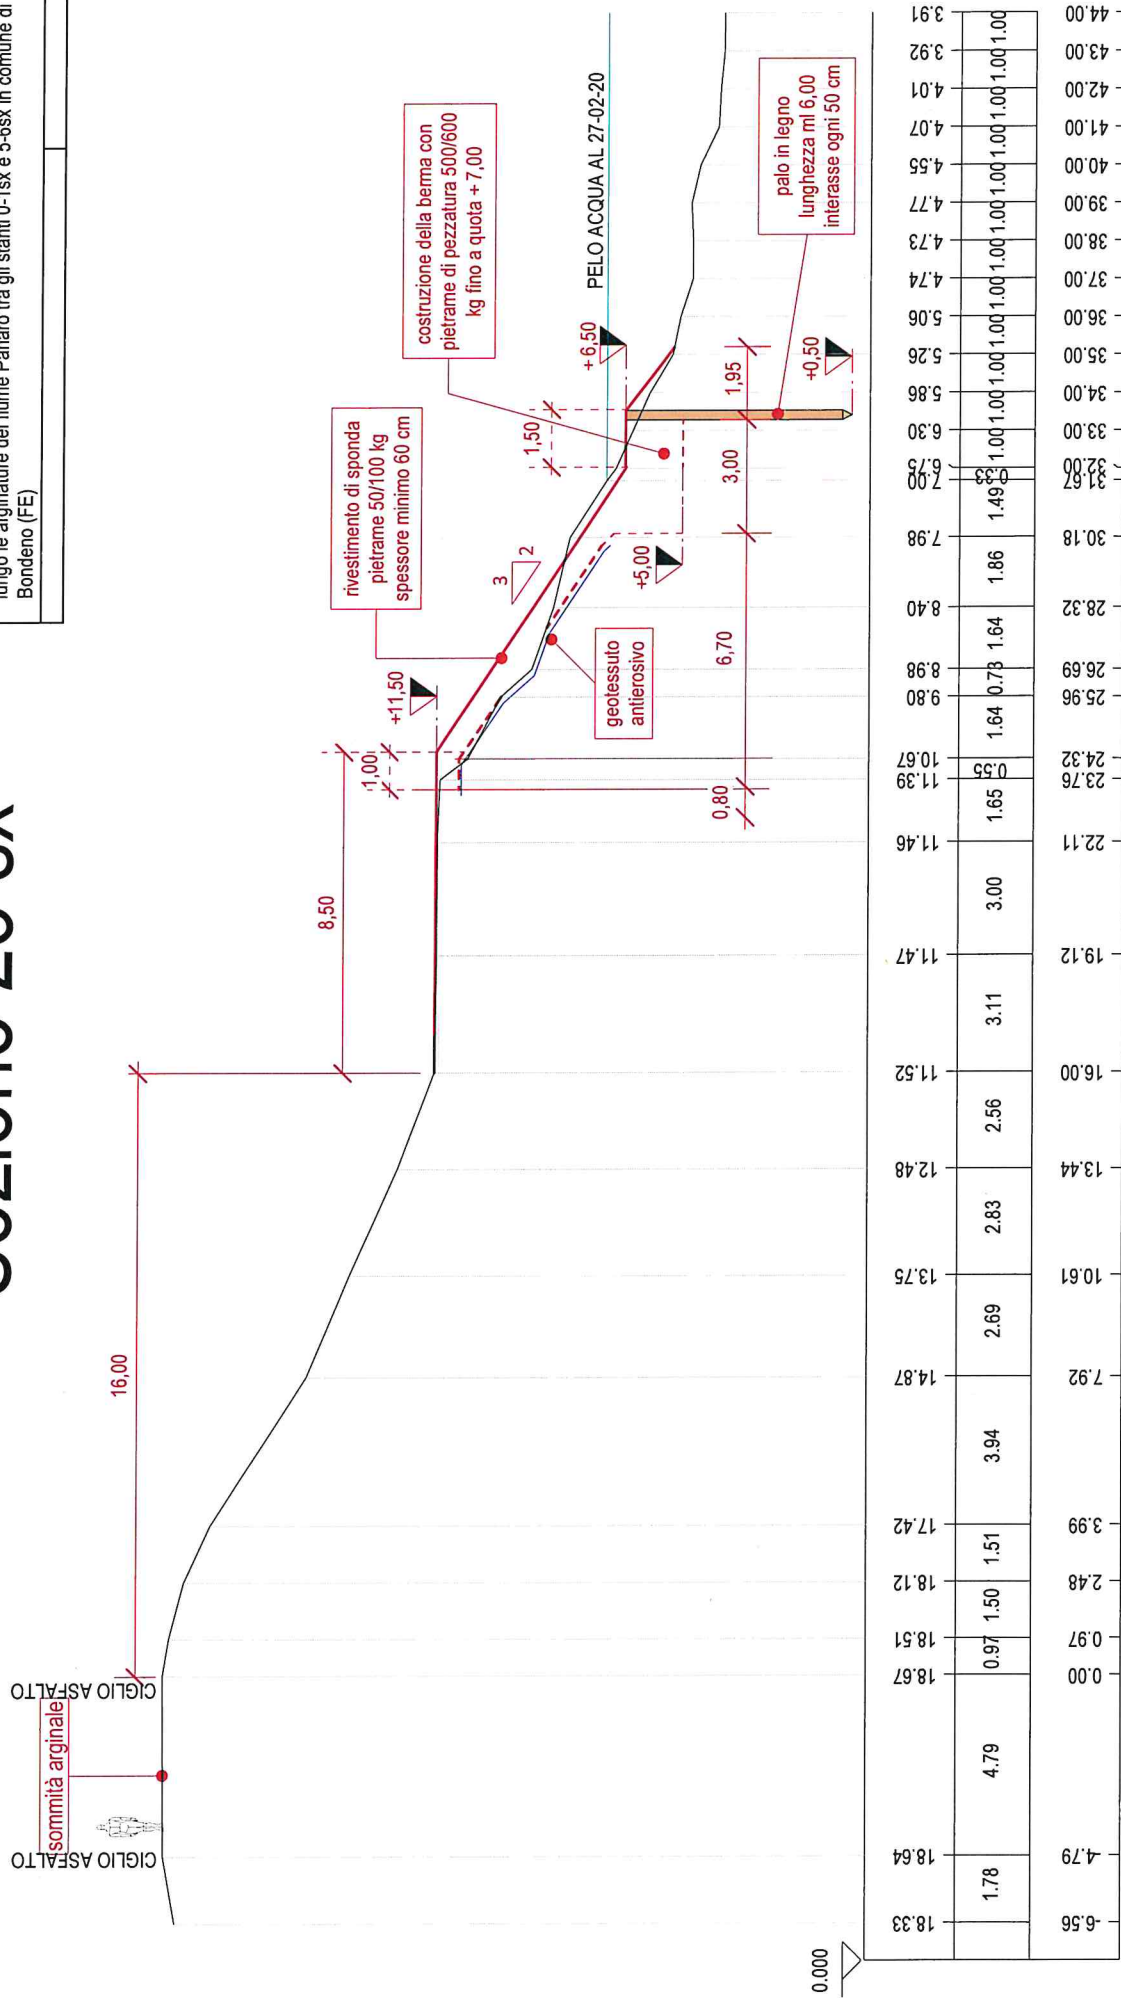 lungo le arginature del fiume Panaro tra gli stanti 0-1sx e 5-6sx in comune di
Bondeno (FE)
CIGLIO ASFALTO
CIGLIO ASFALTO
sommità arginale
16,00
8,50
1,00
+11,50
rivestimento di sponda
pietrame 50/100 kg
spessore minimo 60 cm
3
2
costruzione della berma con
pietrame di pezzatura 500/600
kg fino a quota + 7,00
1,50
+6,50
PELO ACQUA AL 27-02-20
geotessuto
antierosivo
+5,00
palo in legno
lunghezza ml 6,00
interasse ogni 50 cm
0,80
6,70
3,00
1,95
+0,50
0.000
18.33 18.64 18.67 18.51 18.12 17.42 14.87 13.75 12.48 11.52 11.47 11.46 11.39 10.67 9.80 8.98 8.40 7.98 7.00 6.75 6.30 5.86 5.26 5.06 4.74 4.73 4.77 4.55 4.07 4.01 3.92 3.91
1.78 4.79 0.97 1.50 1.51 3.94 2.69 2.83 2.56 3.11 3.00 1.65 0.55 1.64 0.73 1.64 1.86 1.49 0.33 1.00 1.00 1.00 1.00 1.00 1.00 1.00 1.00 1.00 1.00 1.00 1.00
-6.56 -4.79 0.00 0.97 2.48 3.99 7.92 10.61 13.44 16.00 19.12 22.11 23.76 24.32 25.96 26.69 28.32 30.18 31.67 32.00 33.00 34.00 35.00 36.00 37.00 38.00 39.00 40.00 41.00 42.00 43.00 44.00